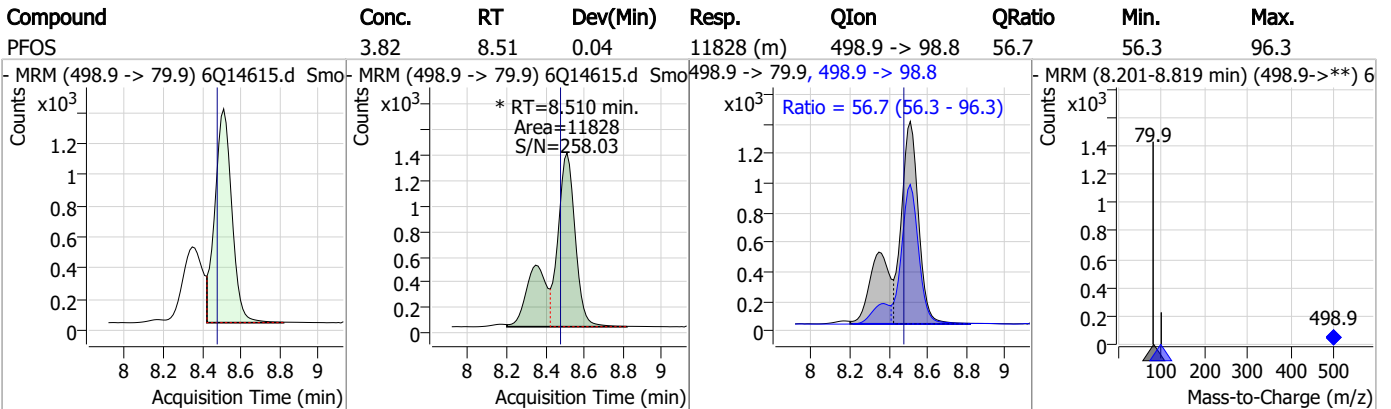 Compound Conc. RT Dev(Min) Resp. QIon QRatio Min. Max.
PFOS 3.82 8.51 0.04 11828 (m) 498.9 -> 98.8 56.7 56.3 96.3
- MRM (498.9 -> 79.9) 6Q14615.d Smo
Counts
x10³
1.2
1
0.8
0.6
0.4
0.2
0
8 8.2 8.4 8.6 8.8 9
Acquisition Time (min)
- MRM (498.9 -> 79.9) 6Q14615.d Smo
Counts
x10³
* RT=8.510 min.
Area=11828
S/N=258.03
1.4
1.2
1
0.8
0.6
0.4
0.2
0
8 8.2 8.4 8.6 8.8 9
Acquisition Time (min)
498.9 -> 79.9, 498.9 -> 98.8
Counts
x10³
Ratio = 56.7 (56.3 - 96.3)
1.2
1
0.8
0.6
0.4
0.2
0
8 8.2 8.4 8.6 8.8 9
Acquisition Time (min)
- MRM (8.201-8.819 min) (498.9->**) 6
Counts
x10³
79.9
1.4
1.2
1
0.8
0.6
0.4
0.2
0
498.9
100 200 300 400 500
Mass-to-Charge (m/z)